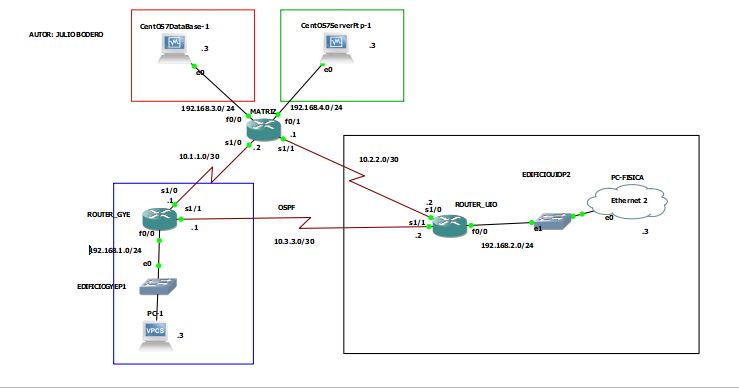 AUTOR: JULIO BODERO
CentOS7DataBase-1
.3
e0
CentOS7ServerFtp-1
.3
e0
192.168.3.0/24
MATRIZ
192.168.4.0/24
f0/0
f0/1
s1/0
.2
.1
s1/1
10.1.1.0/30
10.2.2.0/30
s1/0
.1
s1/1
ROUTER_GYE
.1
f0/0
OSPF
10.3.3.0/30
.2
s1/0
ROUTER_UIO
s1/1
.2
f0/0
192.168.2.0/24
EDIFICIOUIOP2
e1
PC-FISICA
Ethernet 2
e0
.3
192.168.1.0/24
e0
EDIFICIOGYEP1
PC-1
VPCS
.3